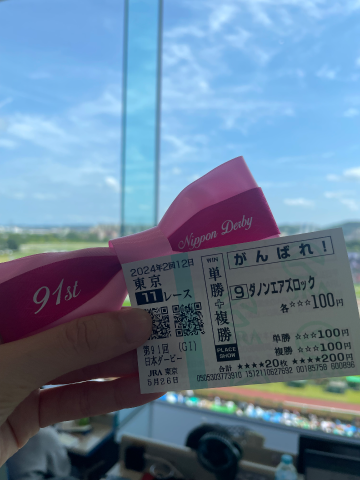 91st
Nippon Derby
2024年2回12日
東京
11レース
第91回 (GI)
日本ダービー
JRA 東京
5月26日
WIN
単勝+複勝
PLACE SHOW
がんばれ!
9 ダノンエアズロック
各☆☆☆100円
単勝 ☆☆☆100円
複勝 ☆☆☆100円
合計 ★★★★20枚 ★★★★200円